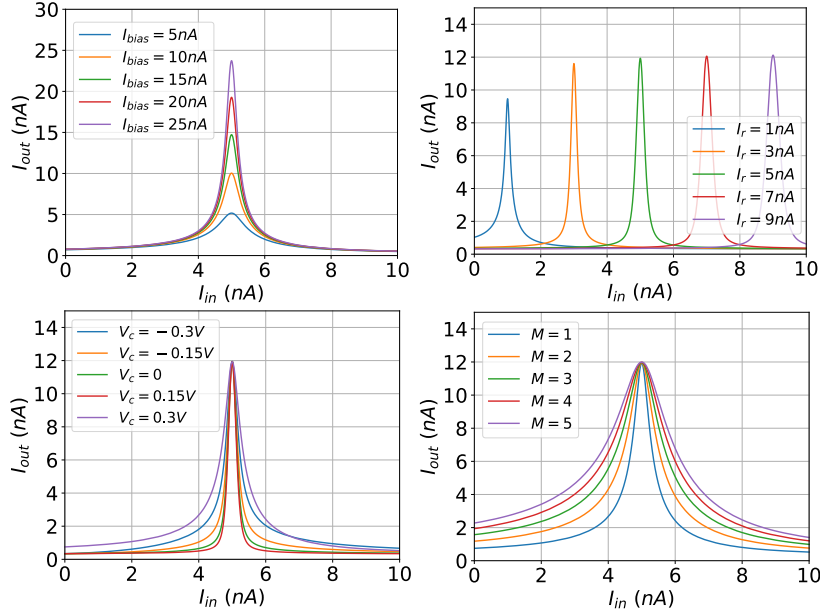 30
25
20
15
10
5
0
I_out (nA)
I_bias = 5nA
I_bias = 10nA
I_bias = 15nA
I_bias = 20nA
I_bias = 25nA
0 2 4 6 8 10
I_in (nA)
14
12
10
8
6
4
2
0
I_out (nA)
I_r = 1nA
I_r = 3nA
I_r = 5nA
I_r = 7nA
I_r = 9nA
0 2 4 6 8 10
I_in (nA)
14
12
10
8
6
4
2
0
I_out (nA)
V_c = −0.3V
V_c = −0.15V
V_c = 0
V_c = 0.15V
V_c = 0.3V
0 2 4 6 8 10
I_in (nA)
14
12
10
8
6
4
2
0
I_out (nA)
M = 1
M = 2
M = 3
M = 4
M = 5
0 2 4 6 8 10
I_in (nA)